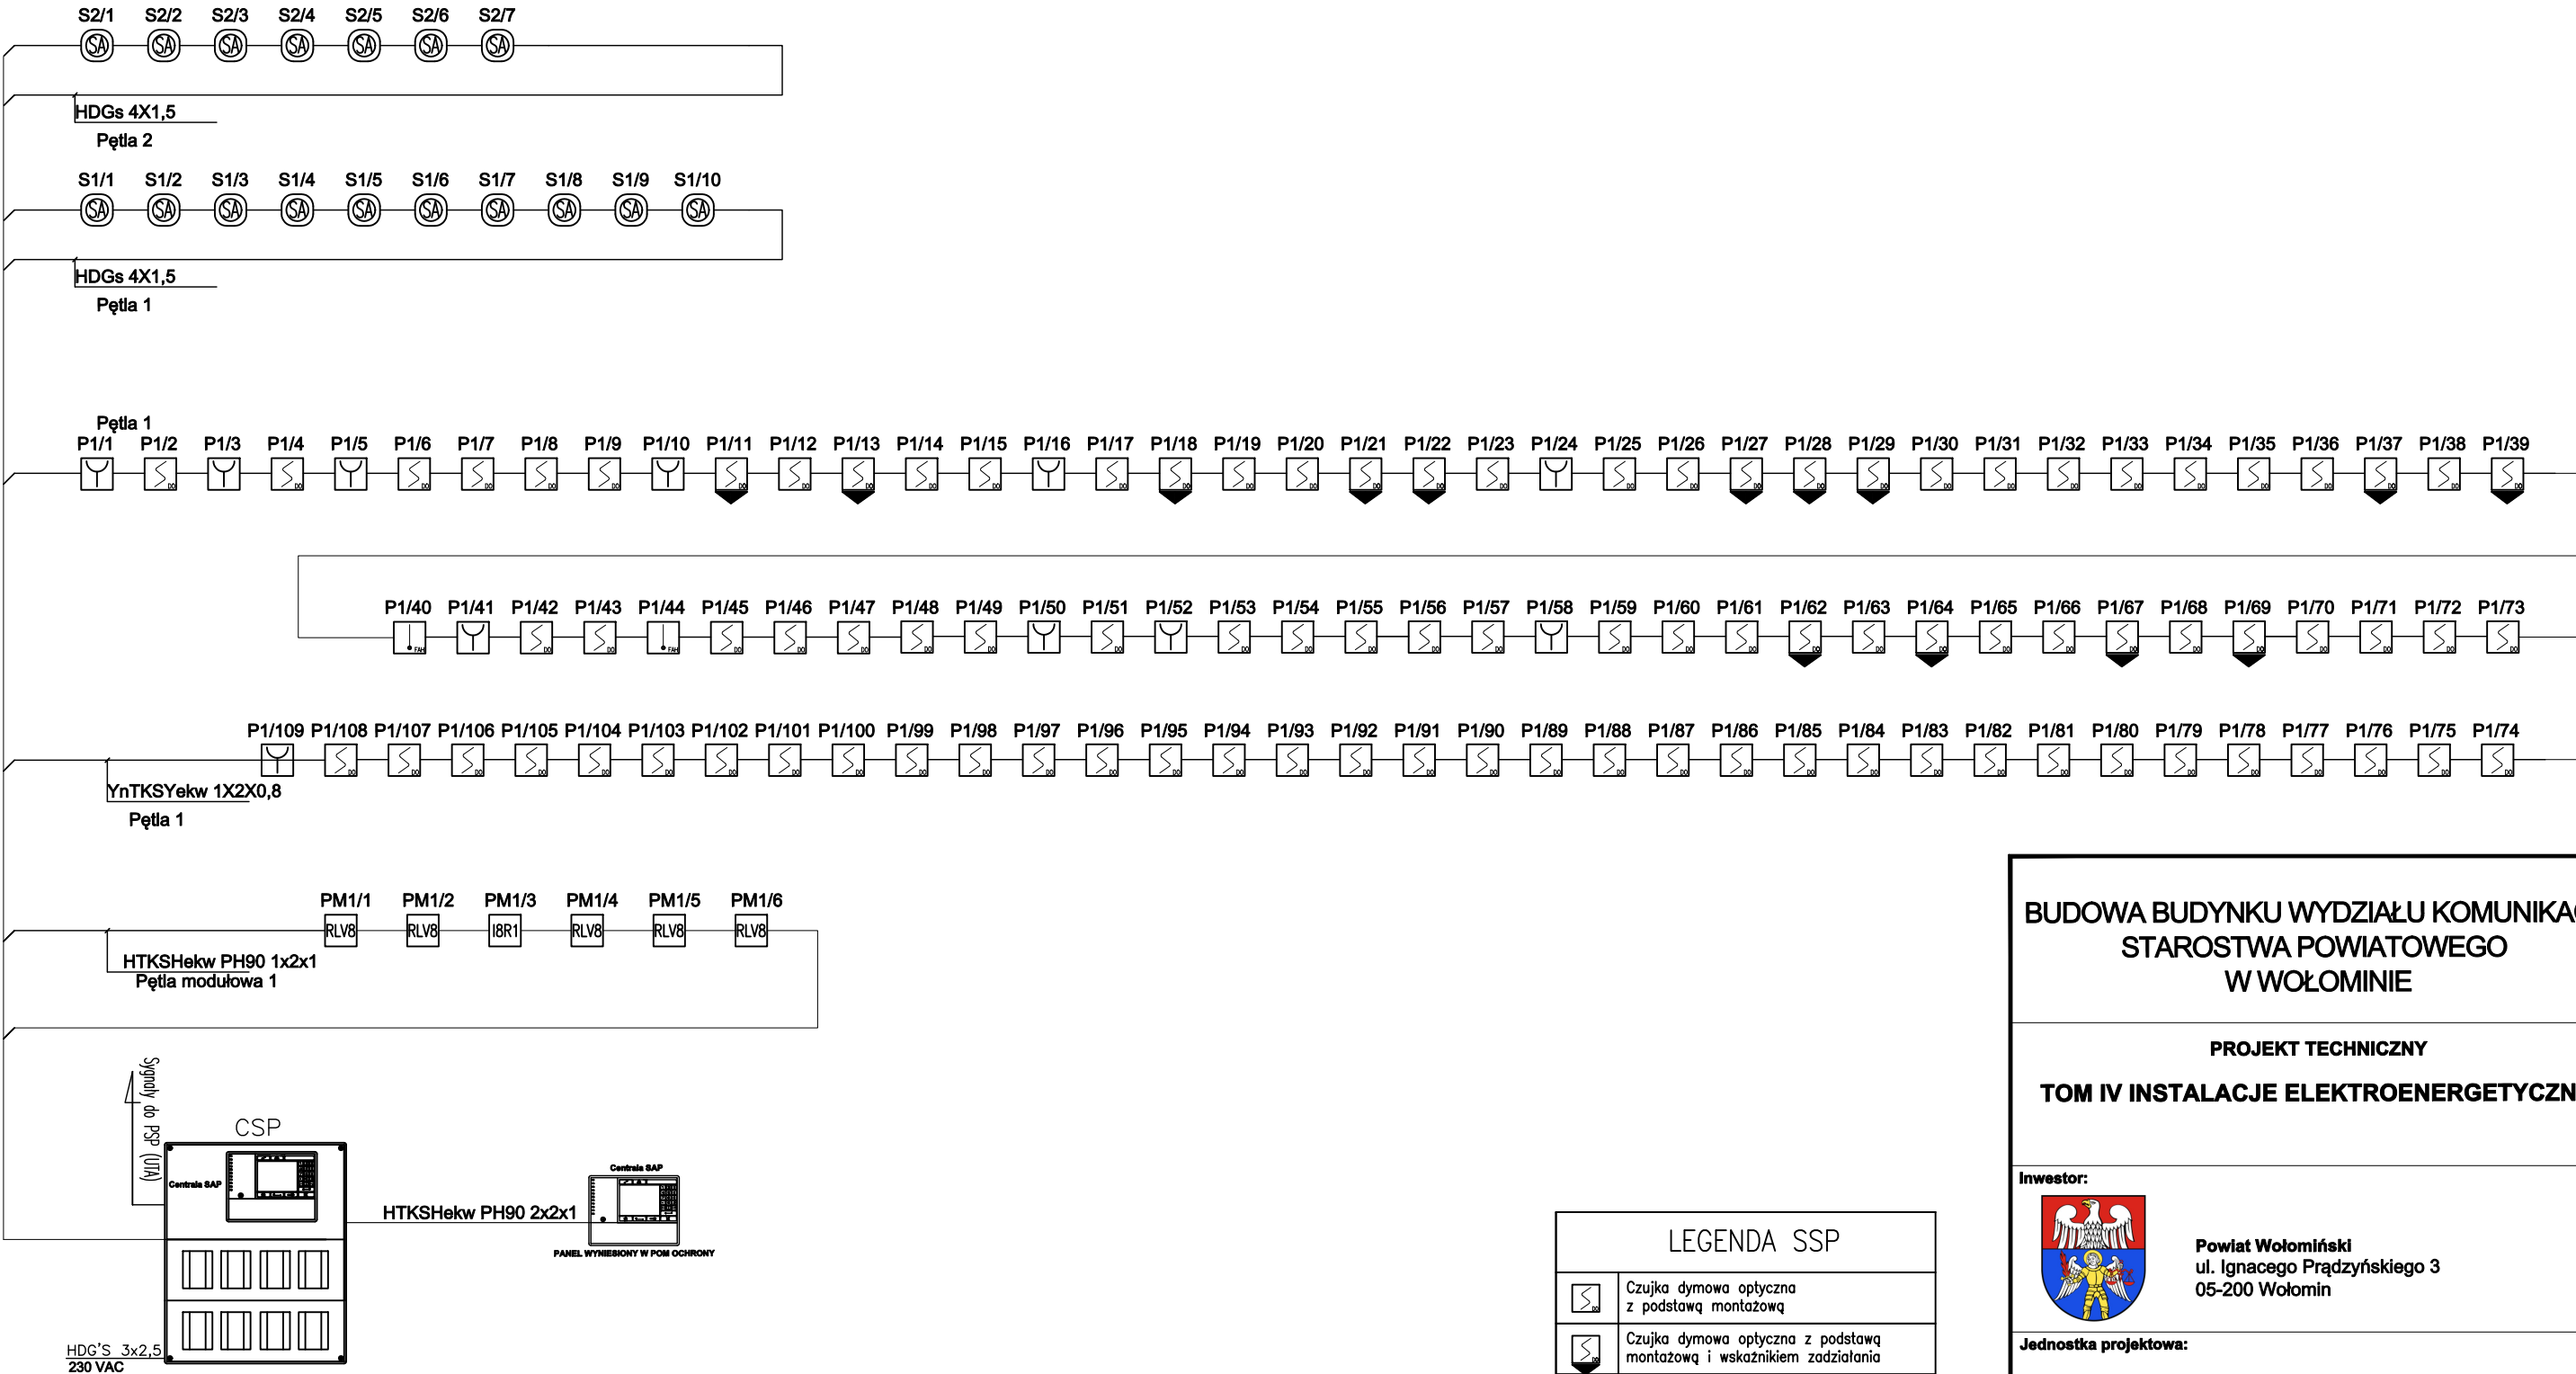 S2/1 S2/2 S2/3 S2/4 S2/5 S2/6 S2/7
SA SA SA SA SA SA SA
HDGs 4X1,5
Pętla 2
S1/1 S1/2 S1/3 S1/4 S1/5 S1/6 S1/7 S1/8 S1/9 S1/10
SA SA SA SA SA SA SA SA SA SA
HDGs 4X1,5
Pętla 1
Pętla 1
P1/1 P1/2 P1/3 P1/4 P1/5 P1/6 P1/7 P1/8 P1/9 P1/10 P1/11 P1/12 P1/13 P1/14 P1/15 P1/16 P1/17 P1/18 P1/19 P1/20 P1/21 P1/22 P1/23 P1/24 P1/25 P1/26 P1/27 P1/28 P1/29 P1/30 P1/31 P1/32 P1/33 P1/34 P1/35 P1/36 P1/37 P1/38 P1/39
P1/40 P1/41 P1/42 P1/43 P1/44 P1/45 P1/46 P1/47 P1/48 P1/49 P1/50 P1/51 P1/52 P1/53 P1/54 P1/55 P1/56 P1/57 P1/58 P1/59 P1/60 P1/61 P1/62 P1/63 P1/64 P1/65 P1/66 P1/67 P1/68 P1/69 P1/70 P1/71 P1/72 P1/73
P1/109 P1/108 P1/107 P1/106 P1/105 P1/104 P1/103 P1/102 P1/101 P1/100 P1/99 P1/98 P1/97 P1/96 P1/95 P1/94 P1/93 P1/92 P1/91 P1/90 P1/89 P1/88 P1/87 P1/86 P1/85 P1/84 P1/83 P1/82 P1/81 P1/80 P1/79 P1/78 P1/77 P1/76 P1/75 P1/74
YnTKSYekw 1X2X0,8
Pętla 1
PM1/1 PM1/2 PM1/3 PM1/4 PM1/5 PM1/6
RLV8 RLV8 I8R1 RLV8 RLV8 RLV8
HTKSHekw PH90 1x2x1
Pętla modułowa 1
Sygnały do PSP (UTA)
CSP
Centrala SAP
HTKSHekw PH90 2x2x1
Centrala SAP
PANEL WYNIESIONY W POM OCHRONY
HDG'S 3x2,5
230 VAC
LEGENDA SSP
Czujka dymowa optyczna
z podstawą montażową
Czujka dymowa optyczna z podstawą
montażową i wskaźnikiem zadziałania
BUDOWA BUDYNKU WYDZIAŁU KOMUNIKAC
STAROSTWA POWIATOWEGO
W WOŁOMINIE
PROJEKT TECHNICZNY
TOM IV INSTALACJE ELEKTROENERGETYCZN
Inwestor:
Powiat Wołomiński
ul. Ignacego Prądzyńskiego 3
05-200 Wołomin
Jednostka projektowa: